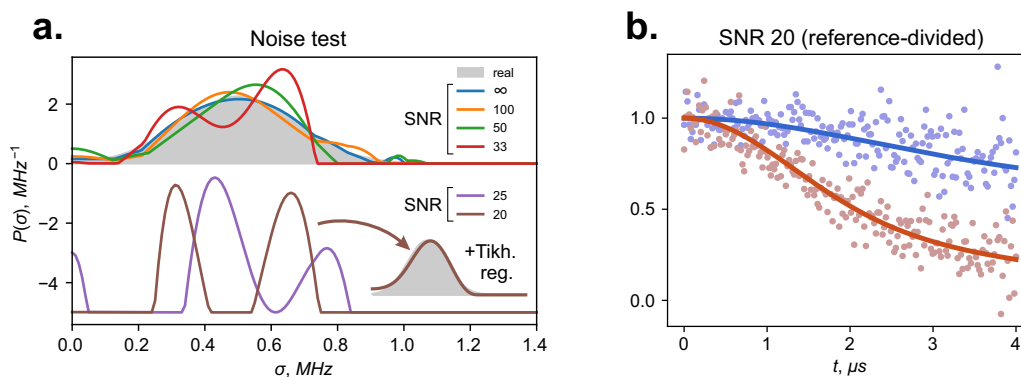 a.
Noise test
real
SNR
∞
100
50
33
SNR
25
20
+Tikh.
reg.
P(σ), MHz⁻¹
2
0
−2
−4
0.0 0.2 0.4 0.6 0.8 1.0 1.2 1.4
σ, MHz
b.
SNR 20 (reference-divided)
1.0
0.5
0.0
0 1 2 3 4
t, μs